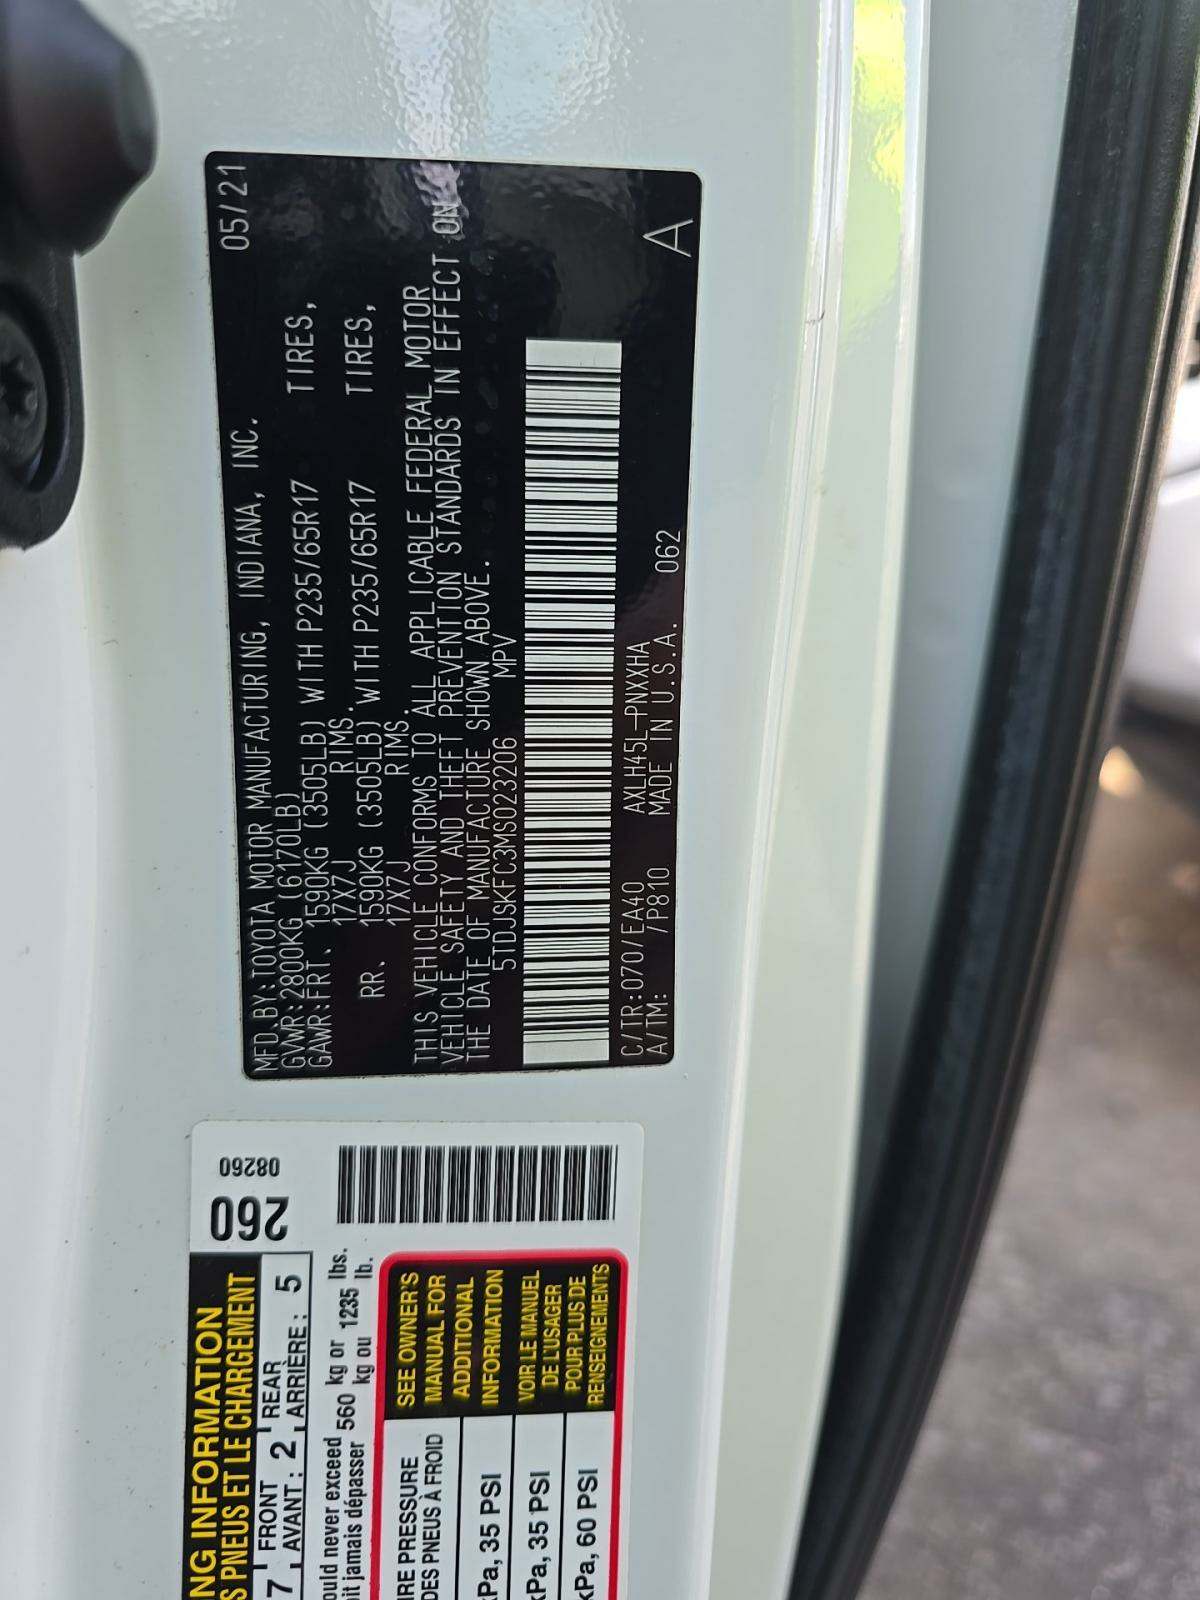 MFD.BY:TOYOTA MOTOR MANUFACTURING, INDIANA, INC. 05/21
GVWR:2800KG (6170LB)
GAWR:FRT. 1590KG (3505LB) WITH P235/65R17 TIRES,
17X7J RIMS.
RR. 1590KG (3505LB) WITH P235/65R17 TIRES,
17X7J RIMS.
THIS VEHICLE CONFORMS TO ALL APPLICABLE FEDERAL MOTOR
VEHICLE SAFETY AND THEFT PREVENTION STANDARDS IN EFFECT ON
THE DATE OF MANUFACTURE SHOWN ABOVE.
5TDJSKFC3MS023206 MPV
C/TR:070/EA40 AXLH45L-PNXXHA
A/TM: /P810 MADE IN U.S.A. 062 A
NG INFORMATION 260 08260
S PNEUS ET LE CHARGEMENT
7 FRONT AVANT: 2 REAR ARRIÈRE: 5
ould never exceed 560 kg or 1235 lbs.
oit jamais dépasser kg ou lb.
IRE PRESSURE
DES PNEUS À FROID
kPa, 35 PSI
kPa, 35 PSI
kPa, 60 PSI
SEE OWNER'S
MANUAL FOR
ADDITIONAL
INFORMATION
VOIR LE MANUEL
DE L'USAGER
POUR PLUS DE
RENSEIGNEMENTS